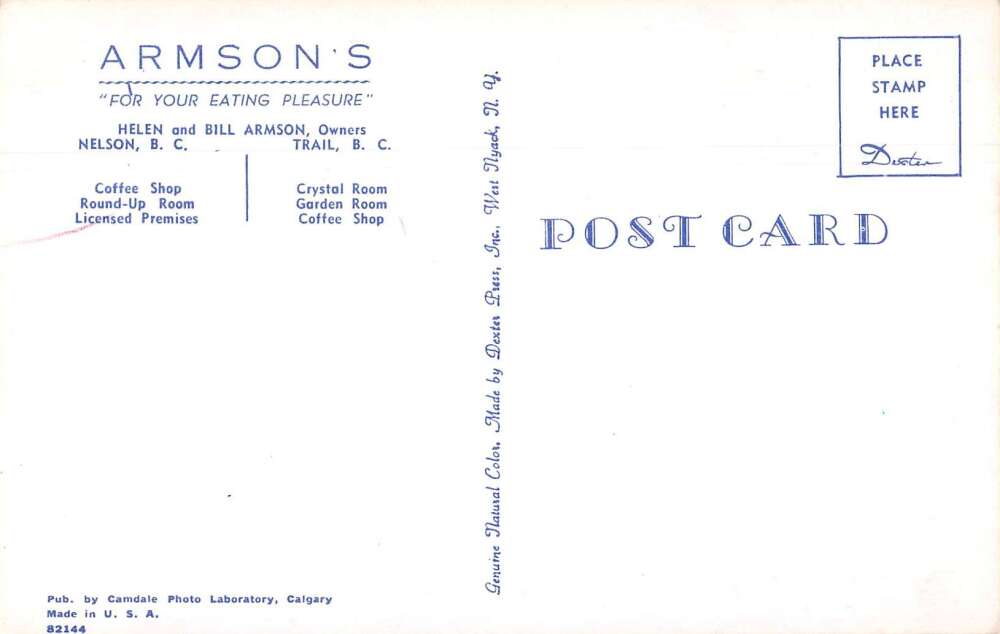 ARMSON'S
"FOR YOUR EATING PLEASURE"
HELEN and BILL ARMSON, Owners
NELSON, B. C. TRAIL, B. C.
Coffee Shop
Round-Up Room
Licensed Premises
Crystal Room
Garden Room
Coffee Shop
Pub. by Camdale Photo Laboratory, Calgary
Made in U. S. A.
82144
Genuine Natural Color, Made by Dexter Press, Inc., West Nyack, N. Y.
PLACE
STAMP
HERE
Dexter
POST CARD